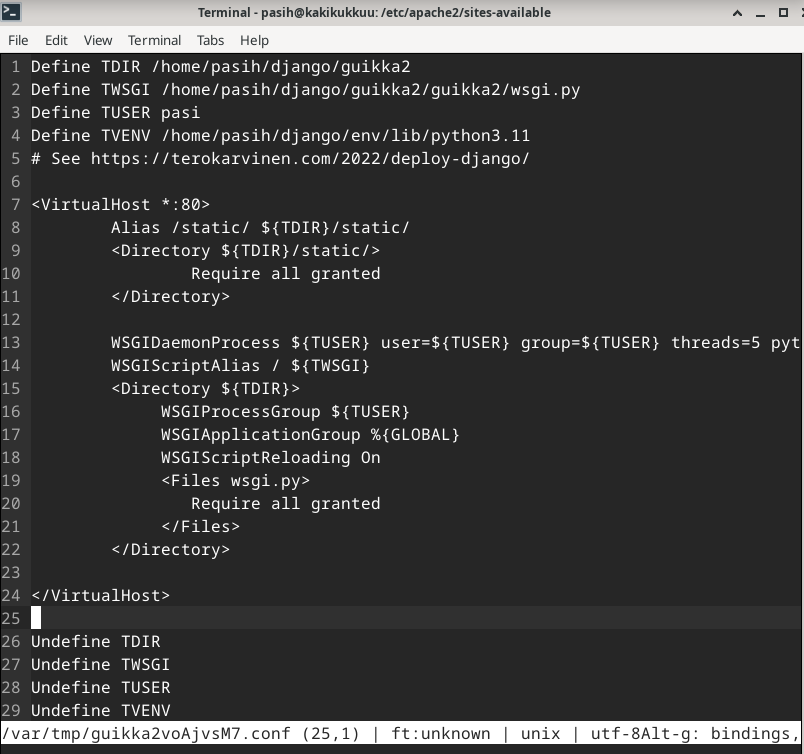 Terminal - pasih@kakikukkuu: /etc/apache2/sites-available
File Edit View Terminal Tabs Help
1 Define TDIR /home/pasih/django/guikka2
2 Define TWSGI /home/pasih/django/guikka2/guikka2/wsgi.py
3 Define TUSER pasi
4 Define TVENV /home/pasih/django/env/lib/python3.11
5 # See https://terokarvinen.com/2022/deploy-django/
6
7 <VirtualHost *:80>
8         Alias /static/ ${TDIR}/static/
9         <Directory ${TDIR}/static/>
10                 Require all granted
11         </Directory>
12
13         WSGIDaemonProcess ${TUSER} user=${TUSER} group=${TUSER} threads=5 pyt
14         WSGIScriptAlias / ${TWSGI}
15         <Directory ${TDIR}>
16              WSGIProcessGroup ${TUSER}
17              WSGIApplicationGroup %{GLOBAL}
18              WSGIScriptReloading On
19              <Files wsgi.py>
20                 Require all granted
21              </Files>
22         </Directory>
23
24 </VirtualHost>
25
26 Undefine TDIR
27 Undefine TWSGI
28 Undefine TUSER
29 Undefine TVENV
/var/tmp/guikka2voAjvsM7.conf (25,1) | ft:unknown | unix | utf-8Alt-g: bindings,